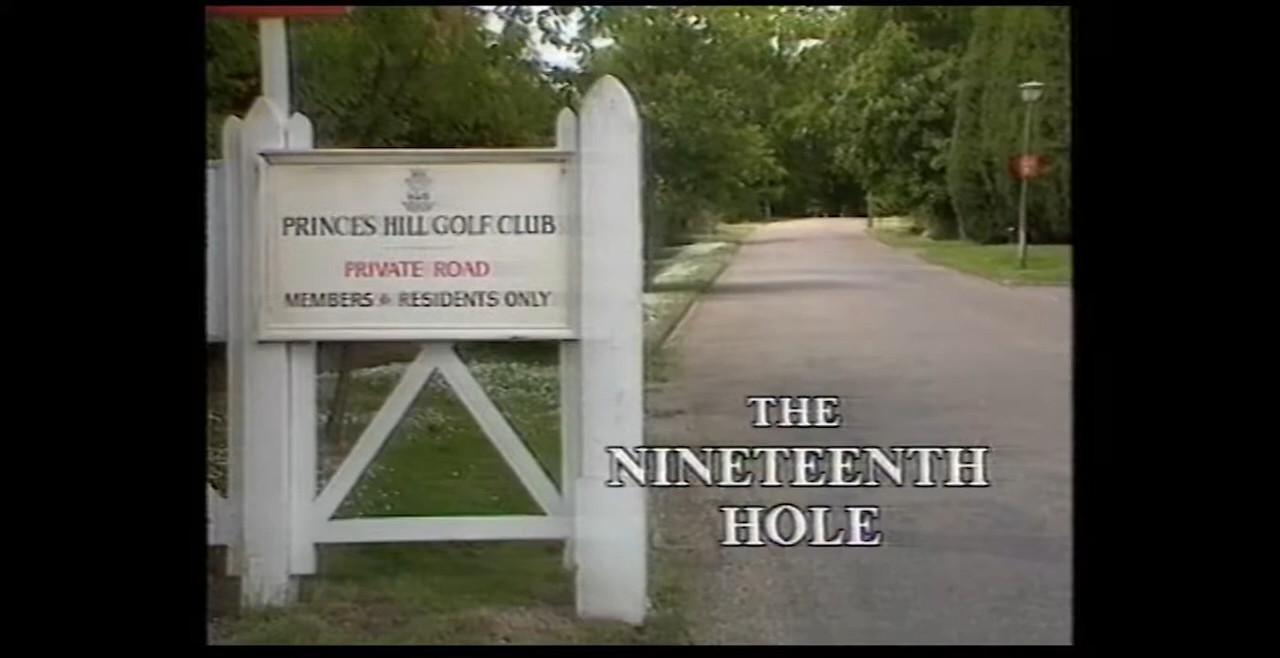 PRINCES HILL GOLF CLUB
PRIVATE ROAD
MEMBERS & RESIDENTS ONLY
THE
NINETEENTH
HOLE